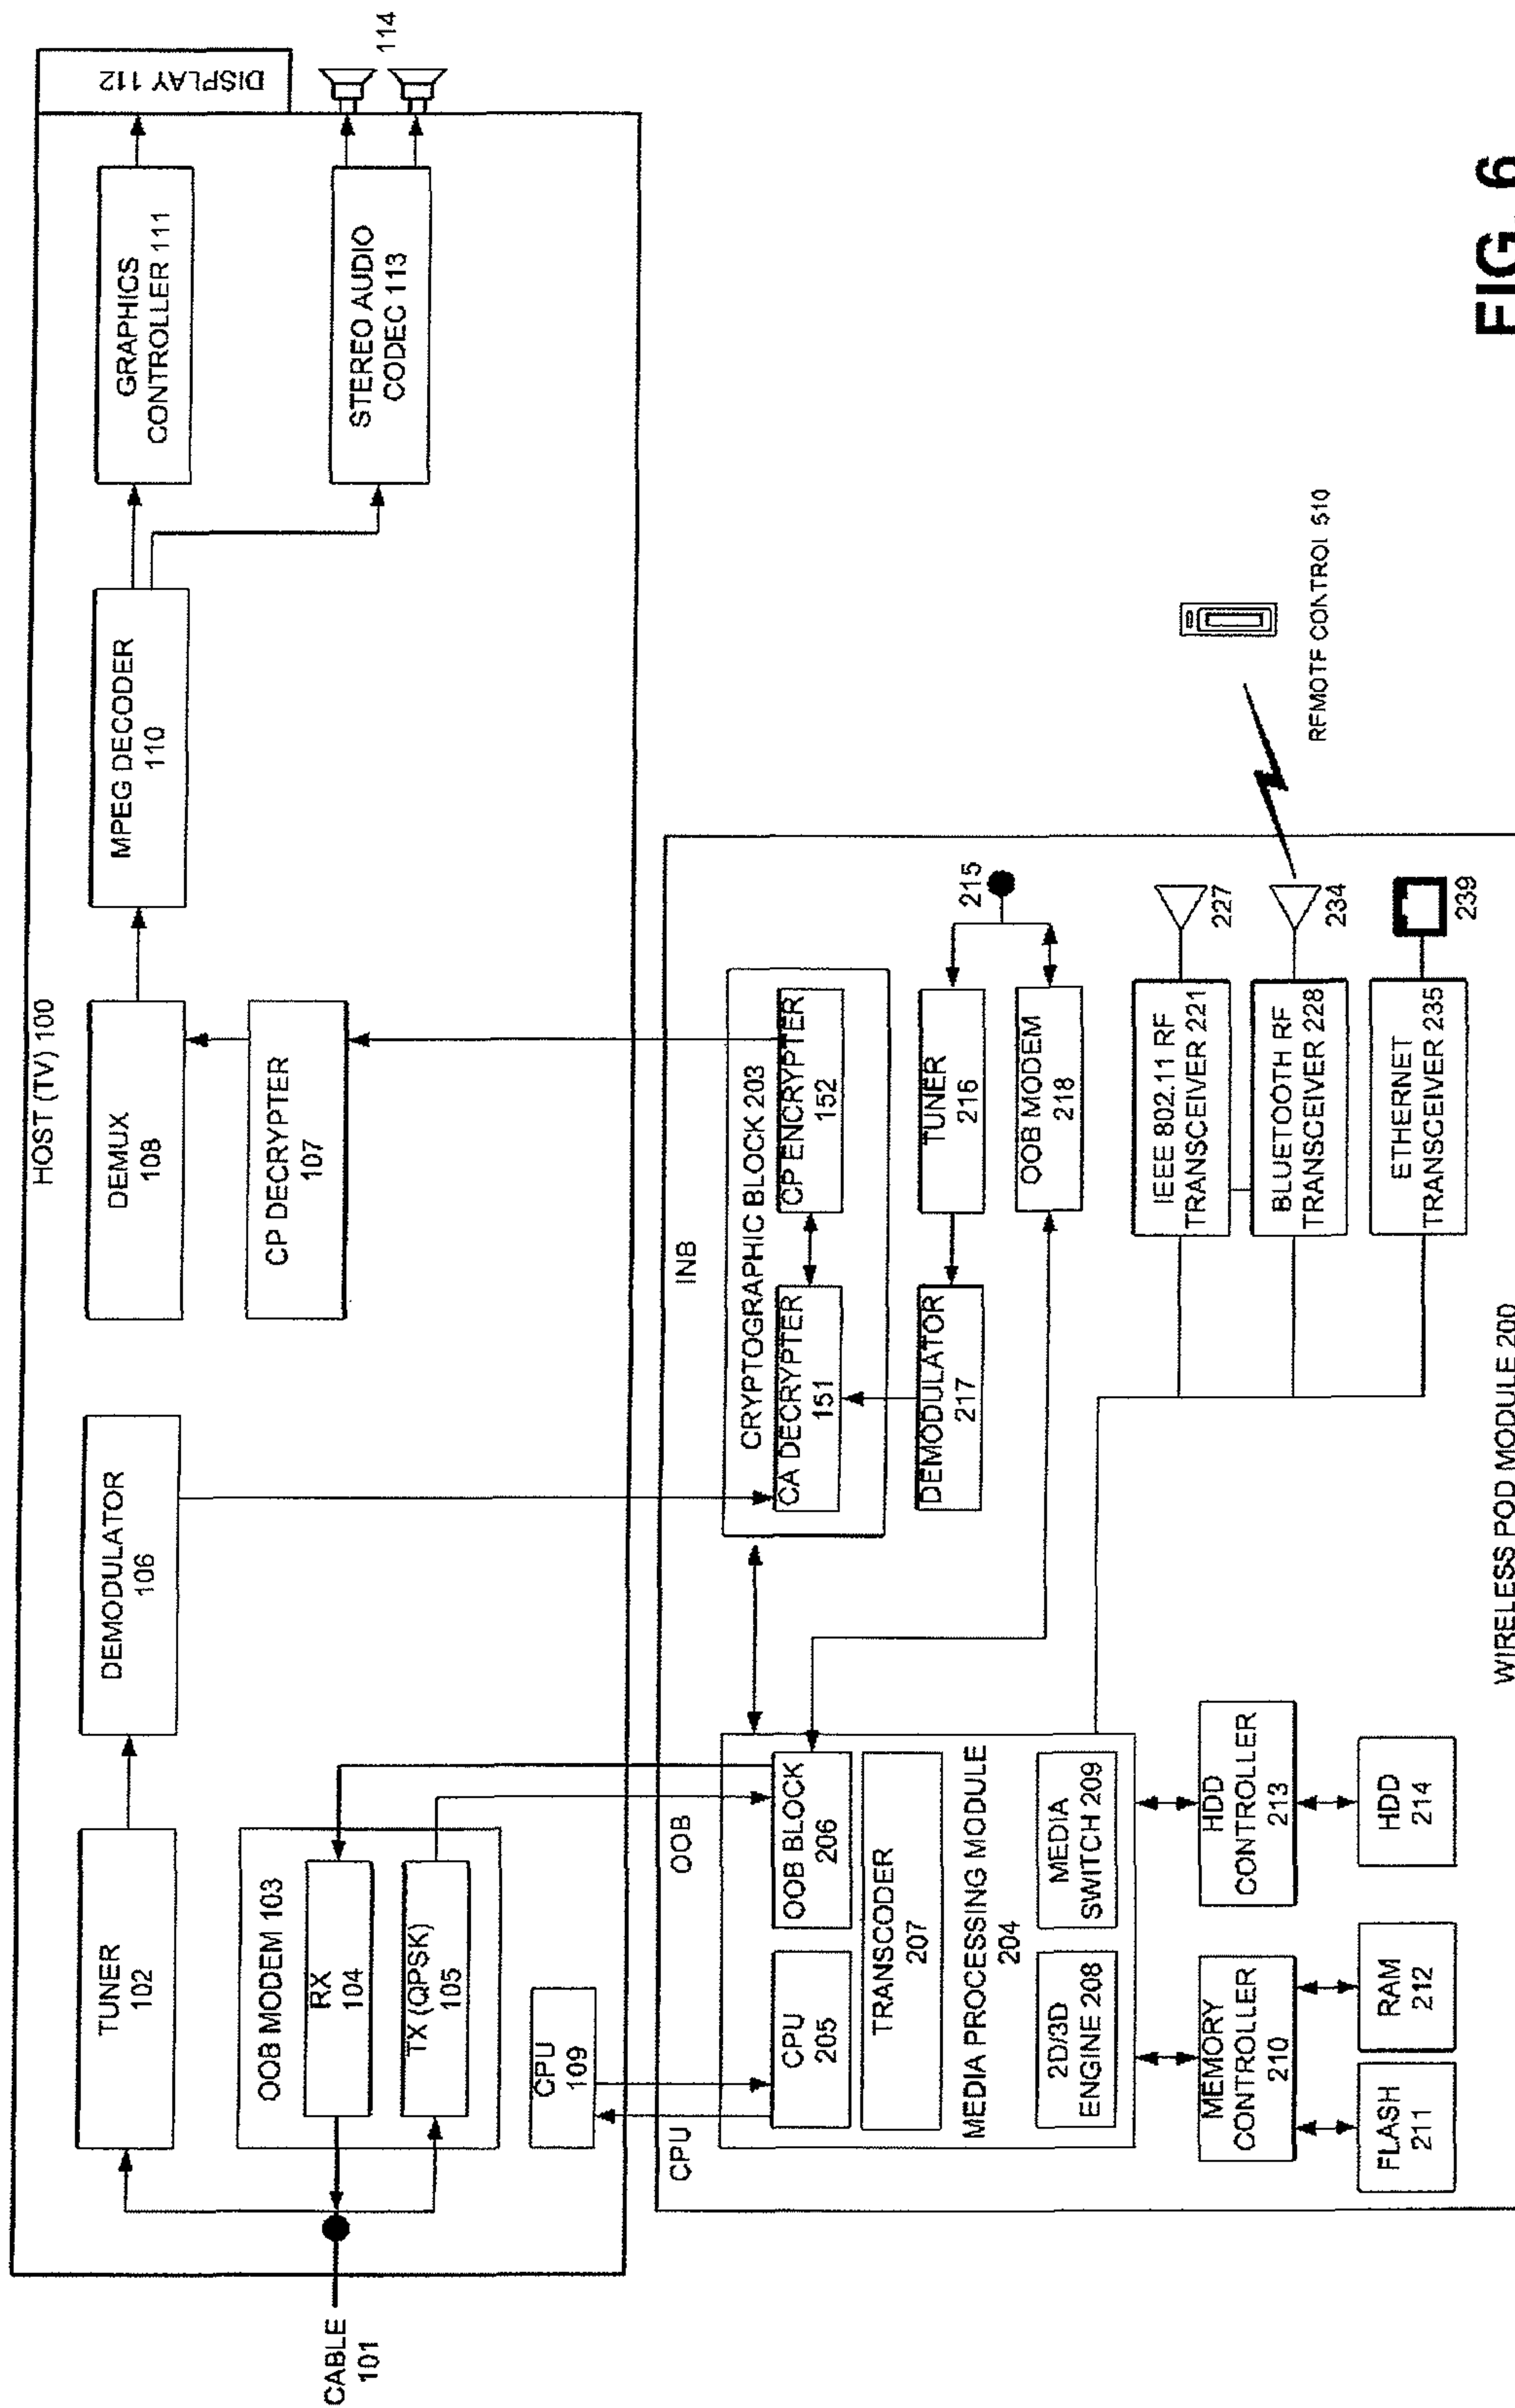 HOST (TV) 100
CABLE
101
TUNER
102
DEMODULATOR
106
DEMUX
108
MPEG DECODER
110
GRAPHICS
CONTROLLER 111
DISPLAY 112
OOB MODEM 103
RX
104
TX (QPSK)
105
CP DECRYPTER
107
STEREO AUDIO
CODEC 113
114
CPU
109
CPU
OOB
INB
CPU
205
OOB BLOCK
206
TRANSCODER
207
MEDIA PROCESSING MODULE
204
2D/3D
ENGINE 208
MEDIA
SWITCH 209
CRYPTOGRAPHIC BLOCK 203
CA DECRYPTER
151
CP ENCRYPTER
152
DEMODULATOR
217
TUNER
216
215
OOB MODEM
218
MEMORY
CONTROLLER
210
HDD
CONTROLLER
213
FLASH
211
RAM
212
HDD
214
IEEE 802.11 RF
TRANSCEIVER 221
227
BLUETOOTH RF
TRANSCEIVER 228
234
ETHERNET
TRANSCEIVER 235
239
REMOTE CONTROL 610
WIRELESS POD MODULE 200
FIG. 6